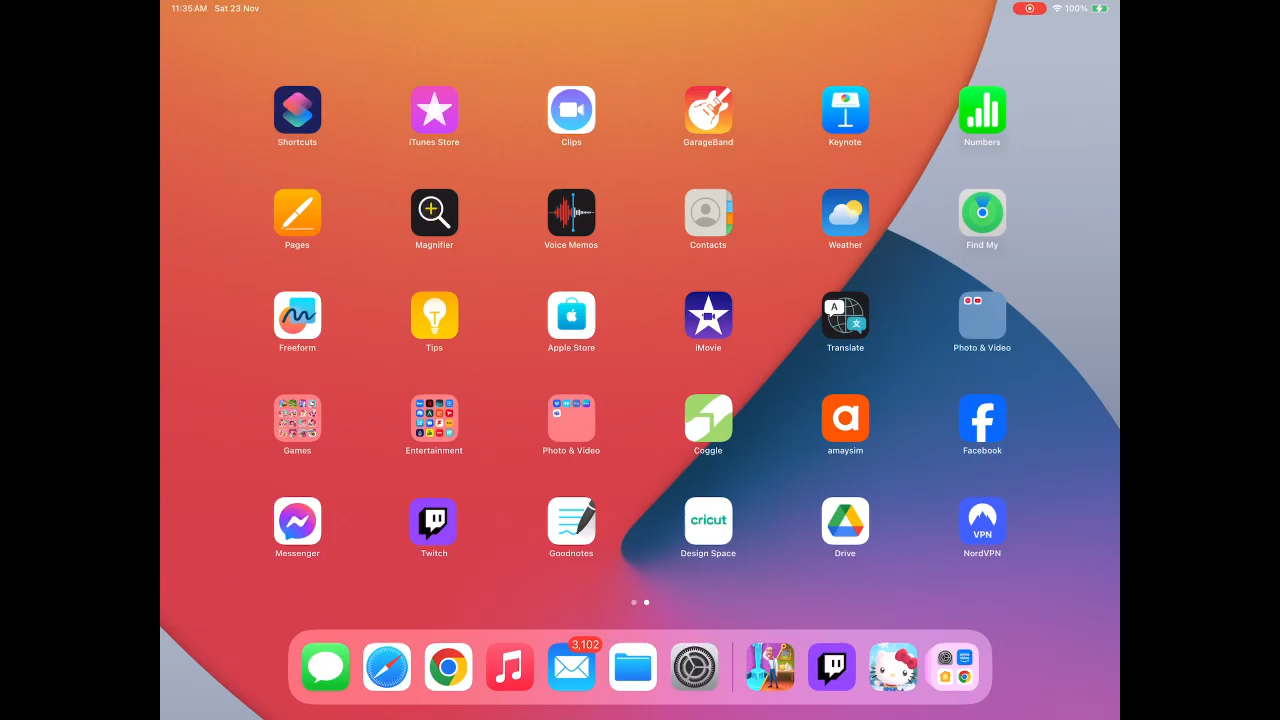 11:35 AM Sat 23 Nov 100%
Shortcuts iTunes Store Clips GarageBand Keynote Numbers
Pages Magnifier Voice Memos Contacts Weather Find My
A
Freeform Tips Apple Store iMovie Translate Photo & Video
a
Games Entertainment Photo & Video Coggle amaysim Facebook
cricut
VPN
Messenger Twitch Goodnotes Design Space Drive NordVPN
3,102